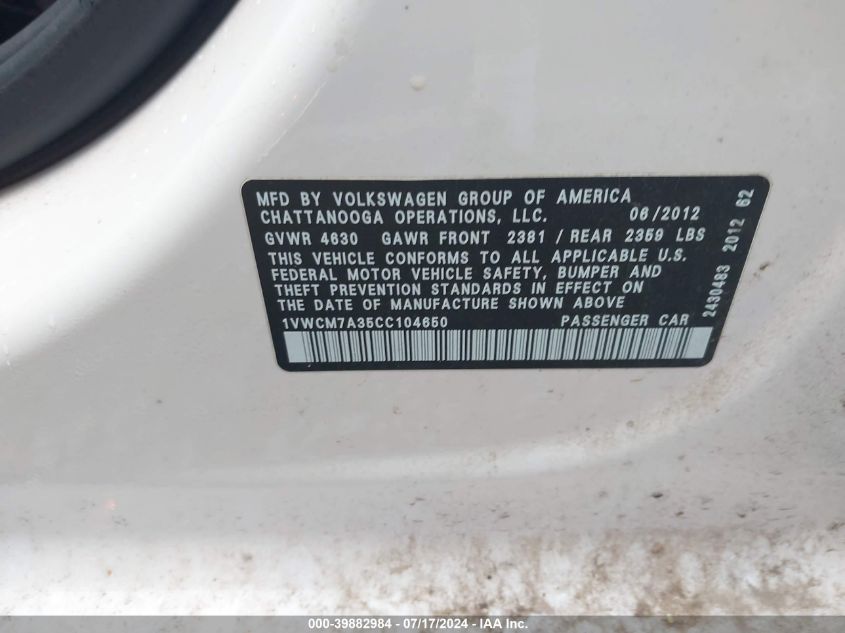 MFD BY VOLKSWAGEN GROUP OF AMERICA
CHATTANOOGA OPERATIONS, LLC. 06/2012
GVWR 4630 GAWR FRONT 2381 / REAR 2359 LBS
THIS VEHICLE CONFORMS TO ALL APPLICABLE U.S.
FEDERAL MOTOR VEHICLE SAFETY, BUMPER AND
THEFT PREVENTION STANDARDS IN EFFECT ON
THE DATE OF MANUFACTURE SHOWN ABOVE
1VWCM7A35CC104650 PASSENGER CAR
2430483 2012 62
000-39882984 - 07/17/2024 - IAA Inc.